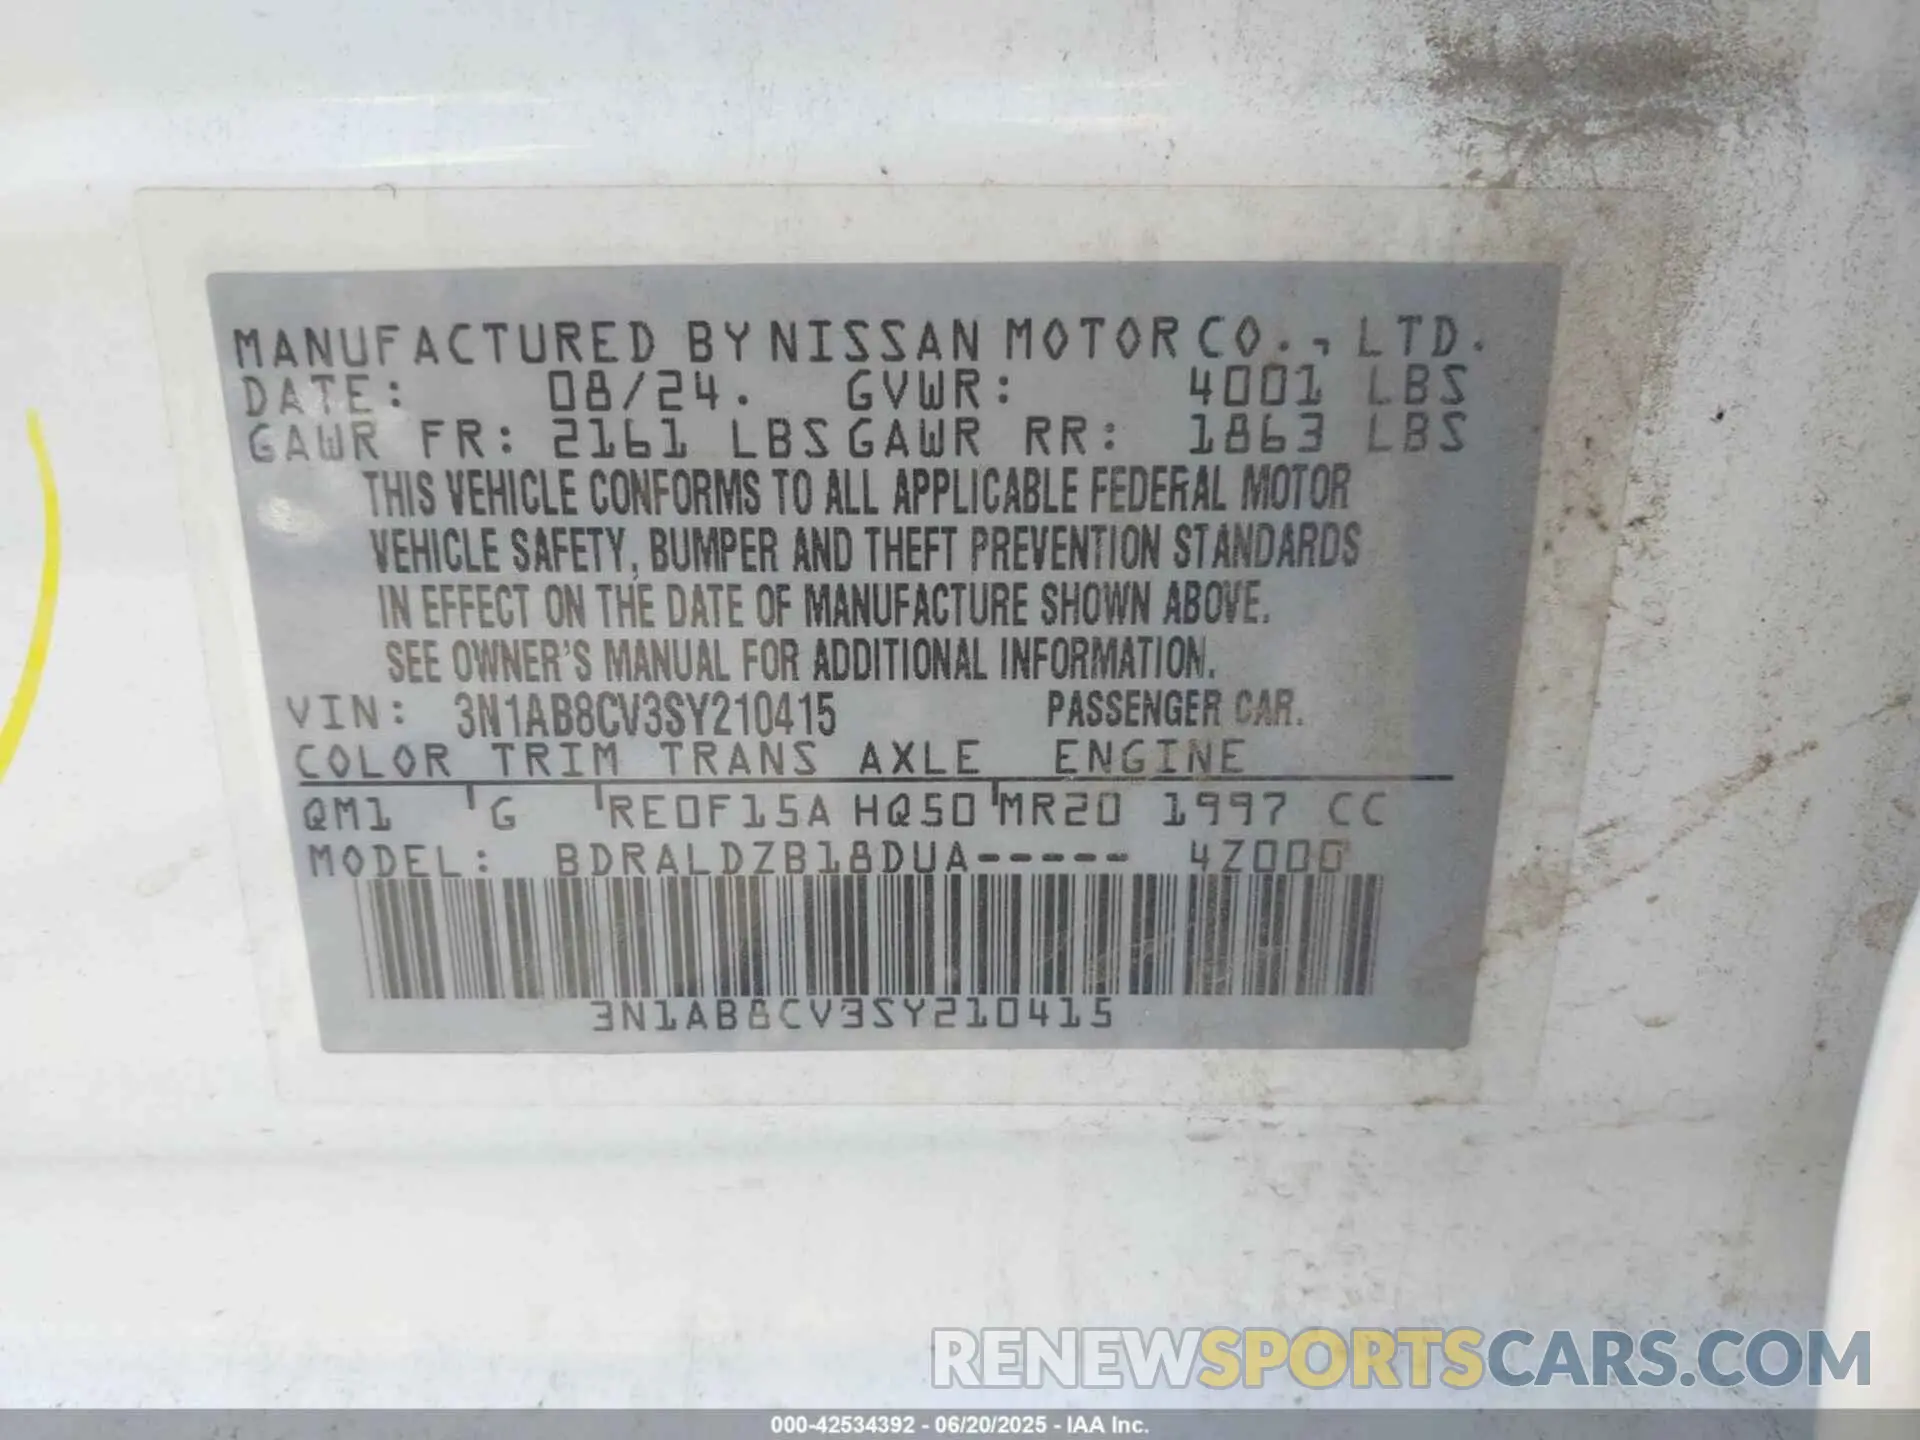 MANUFACTURED BY NISSAN MOTOR CO., LTD.
DATE: 08/24. GVWR: 4001 LBS
GAWR FR: 2161 LBS GAWR RR: 1863 LBS
THIS VEHICLE CONFORMS TO ALL APPLICABLE FEDERAL MOTOR
VEHICLE SAFETY, BUMPER AND THEFT PREVENTION STANDARDS
IN EFFECT ON THE DATE OF MANUFACTURE SHOWN ABOVE.
SEE OWNER'S MANUAL FOR ADDITIONAL INFORMATION.
VIN: 3N1AB8CV3SY210415 PASSENGER CAR.
COLOR TRIM TRANS AXLE ENGINE
QM1 G RE0F15A HQ50 MR20 1997 CC
MODEL: BDRALDZB18DUA----- 4Z000
3N1AB8CV3SY210415
RENEWSPORTSCARS.COM
000-42534392 - 06/20/2025 - IAA Inc.